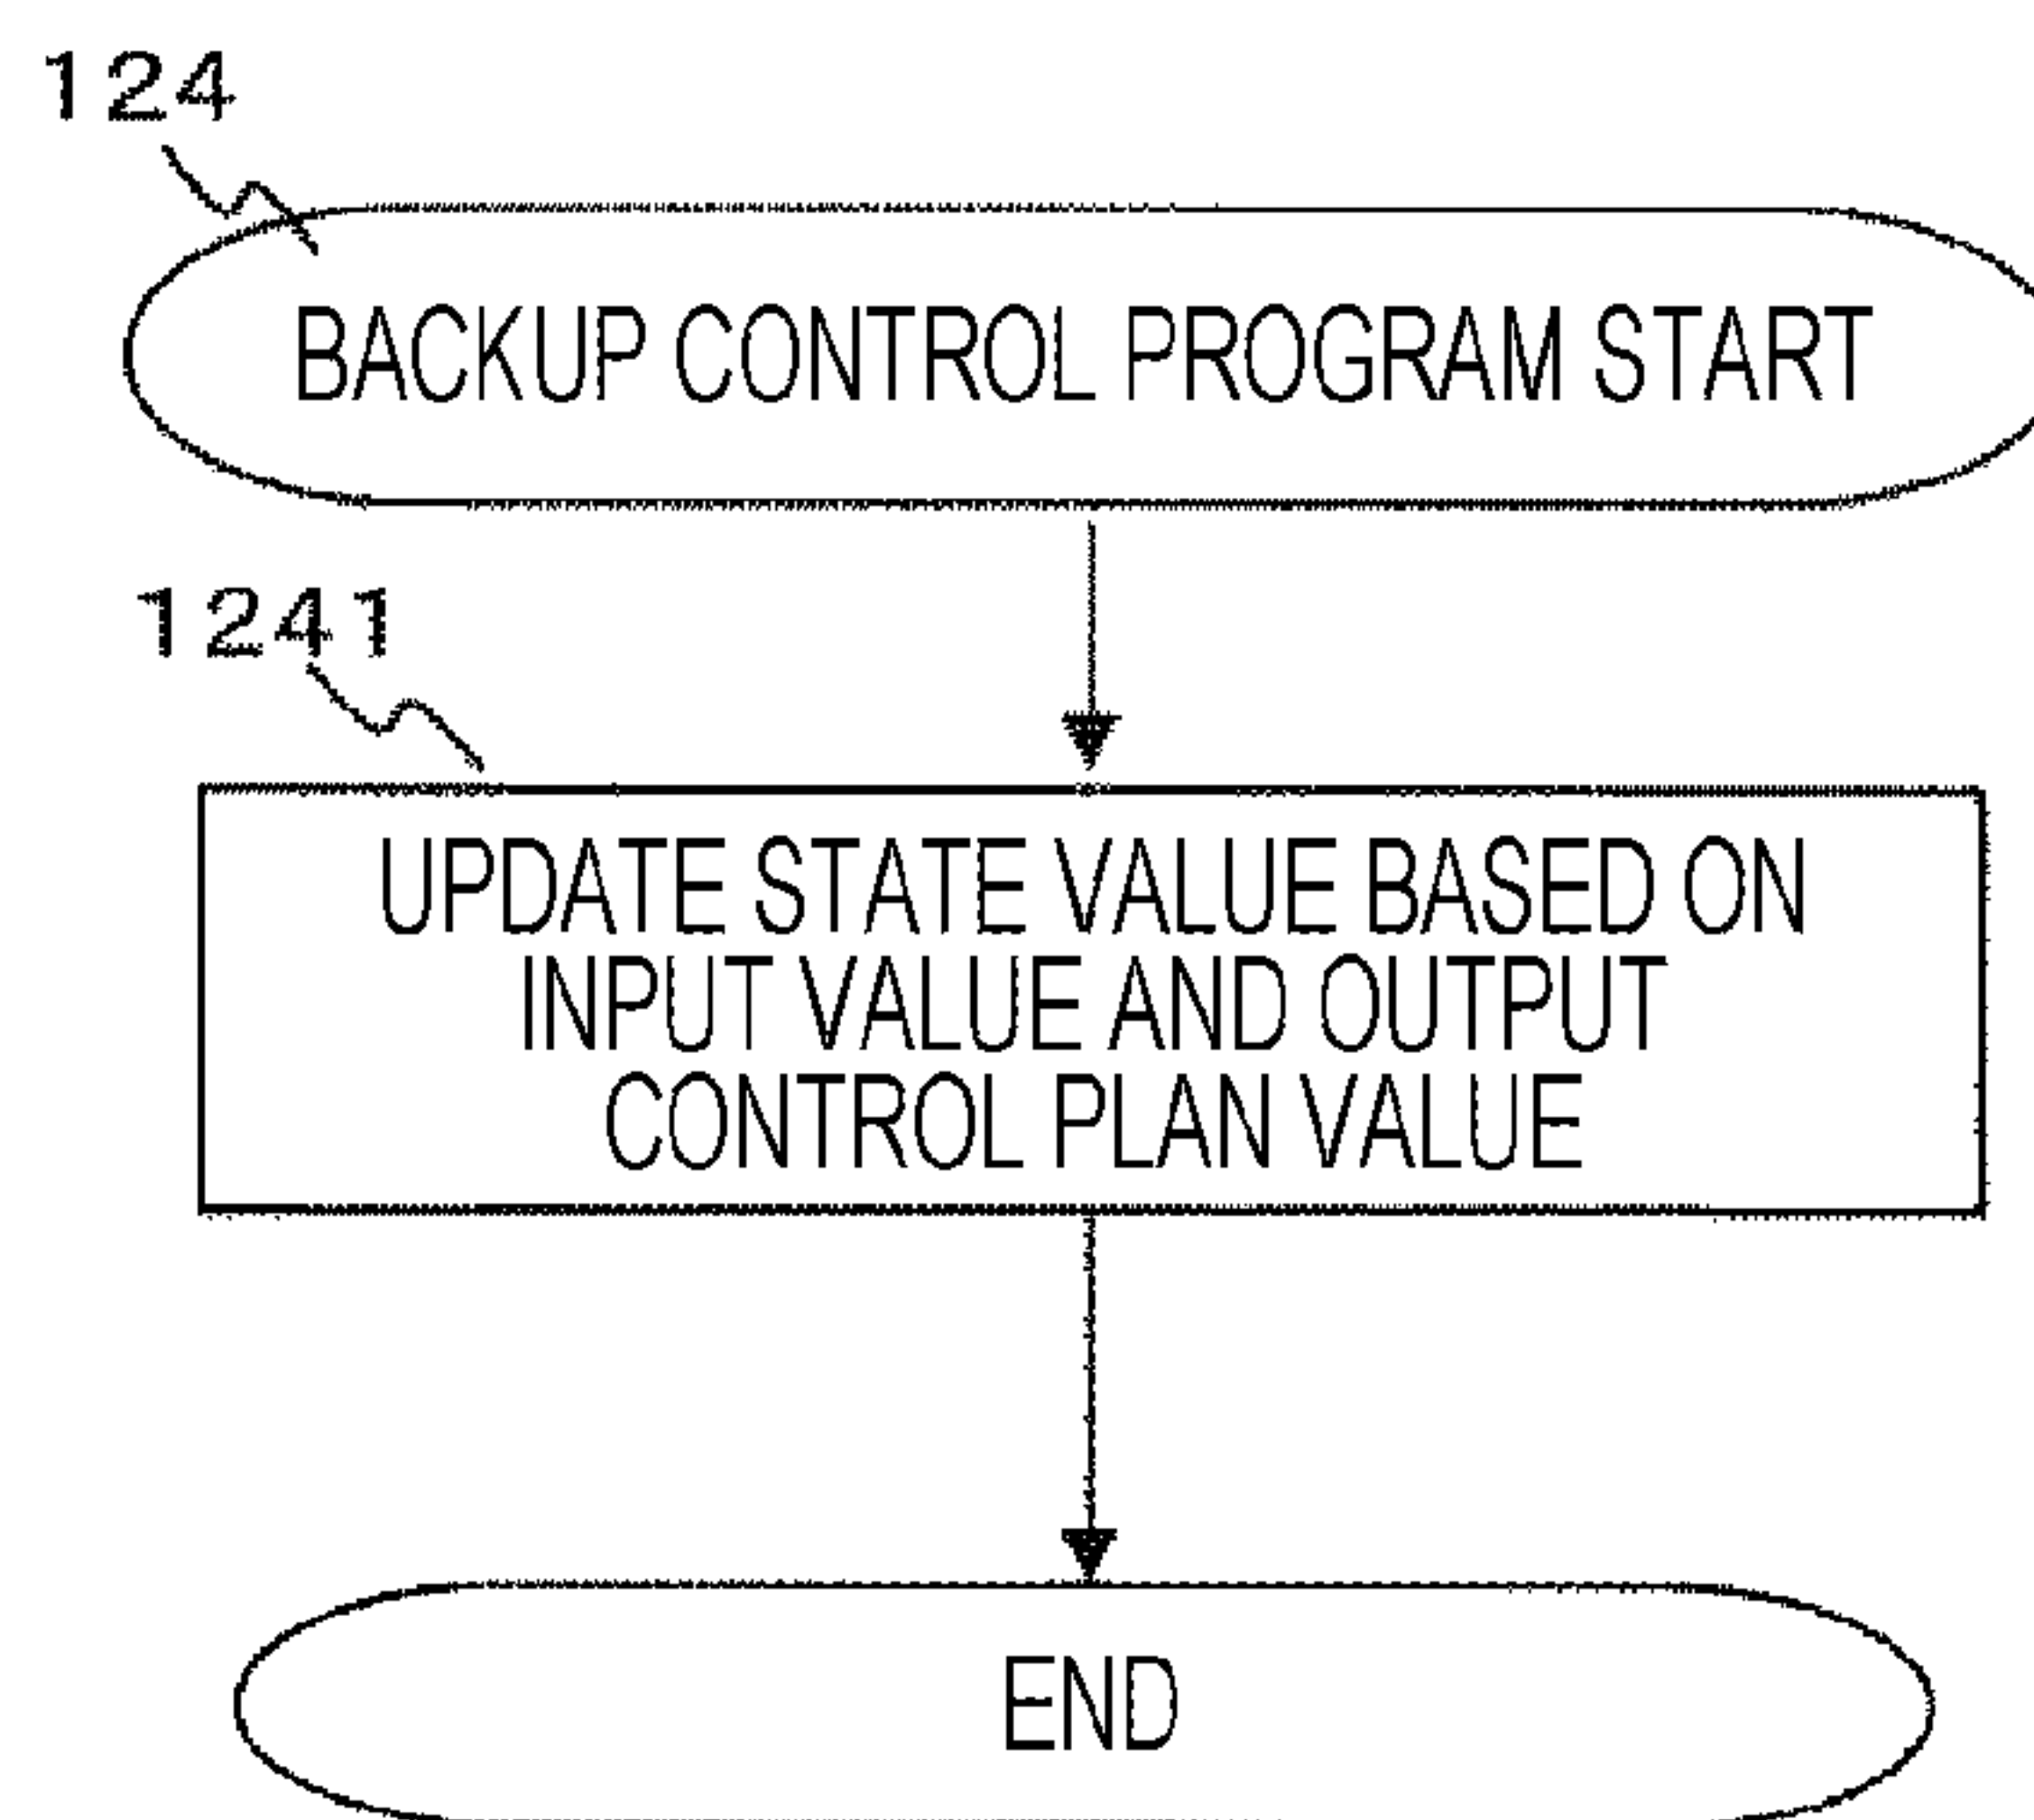 124
BACKUP CONTROL PROGRAM START
1241
UPDATE STATE VALUE BASED ON
INPUT VALUE AND OUTPUT
CONTROL PLAN VALUE
END